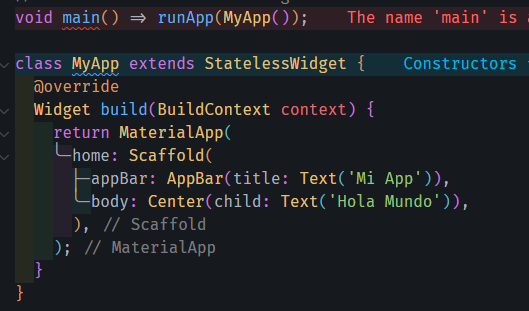 void main() => runApp(MyApp());    The name 'main' is
class MyApp extends StatelessWidget {    Constructors
  @override
  Widget build(BuildContext context) {
    return MaterialApp(
      home: Scaffold(
        appBar: AppBar(title: Text('Mi App')),
        body: Center(child: Text('Hola Mundo')),
      ), // Scaffold
    ); // MaterialApp
  }
}